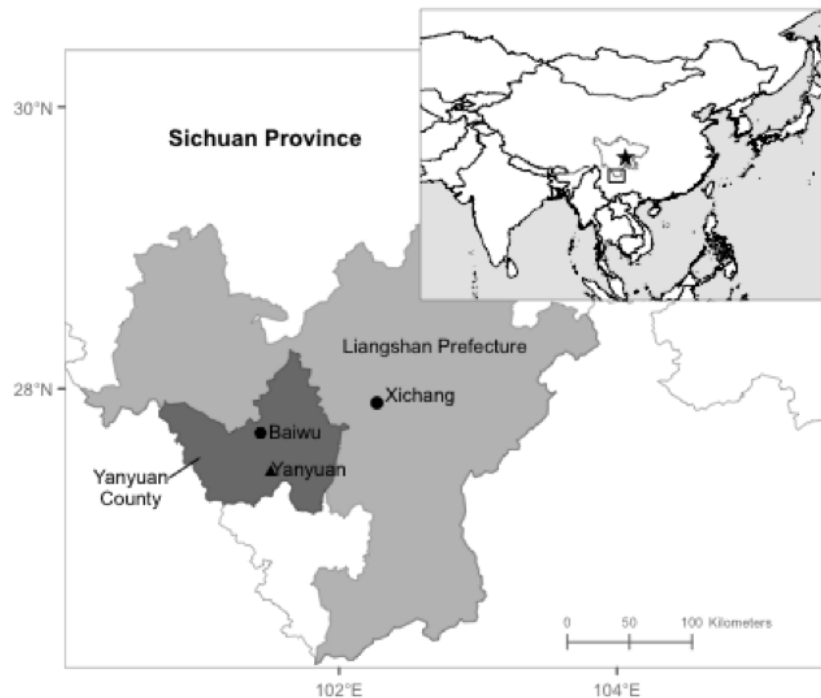 30°N
Sichuan Province
Liangshan Prefecture
28°N
Xichang
Baiwu
Yanyuan
Yanyuan
County
0 50 100 Kilometers
102°E 104°E